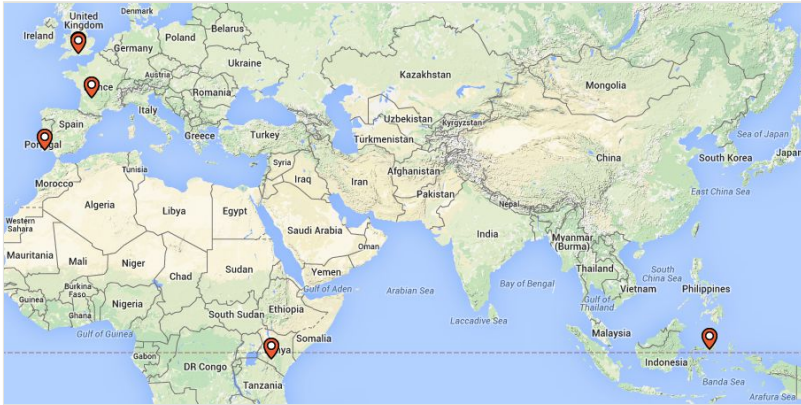 Denmark
United
Kingdom
Ireland
Poland
Belarus
Germany
Ukraine
Kazakhstan
Mongolia
Austria
Romania
Italy
Spain
Greece
Turkey
Uzbekistan
Kyrgyzstan
Turkmenistan
Sea of Japan
South Korea
Japan
China
Portugal
Tunisia
Syria
Morocco
Iraq
Iran
Afghanistan
Pakistan
Nepal
East China Sea
Algeria
Libya
Egypt
Western
Sahara
Saudi Arabia
Oman
India
Myanmar
(Burma)
Mauritania
Mali
Niger
Chad
Sudan
Yemen
Gulf of Aden
Arabian Sea
Bay of Bengal
Thailand
South
China
Sea
Vietnam
Philippines
Burkina
Faso
Guinea
Ghana
Nigeria
South Sudan
Ethiopia
Gulf of
Thailand
Laccadive Sea
Gulf of Guinea
Somalia
Malaysia
Gabon
DR Congo
Tanzania
Indonesia
Banda Sea
Arafura Sea